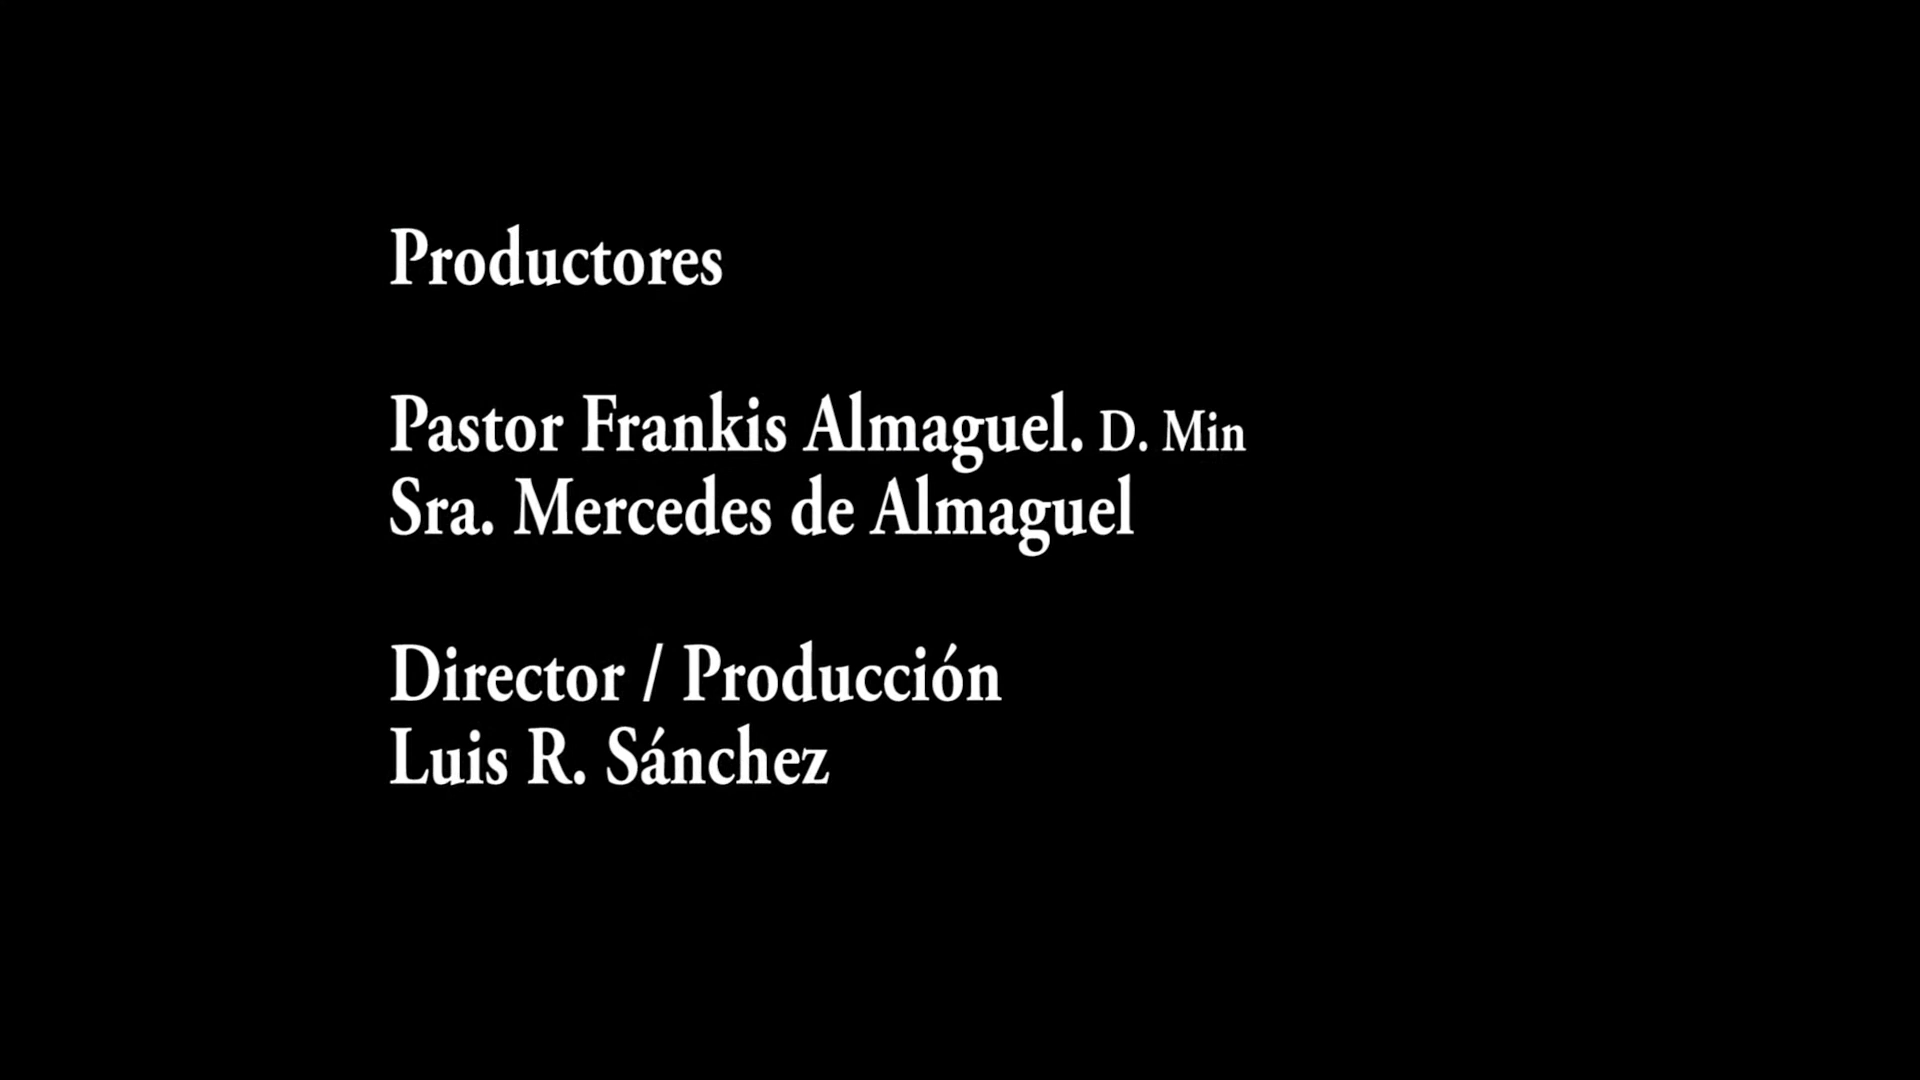 Productores
Pastor Frankis Almaguel. D. Min
Sra. Mercedes de Almaguel
Director / Producción
Luis R. Sánchez